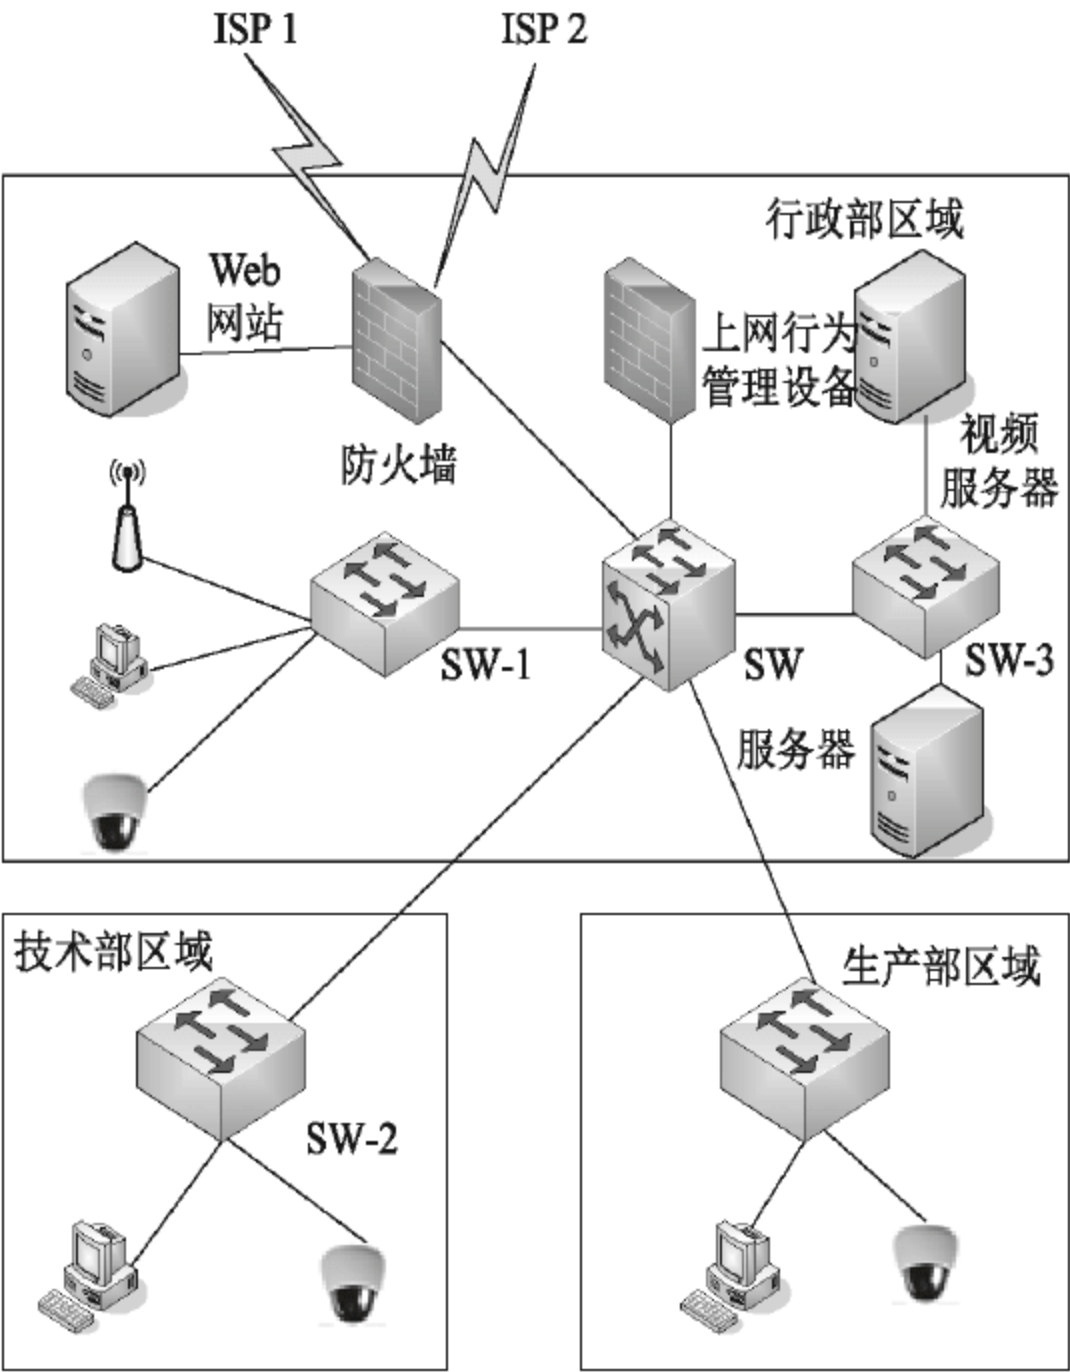 ISP 1
ISP 2
行政部区域
Web
网站
上网行为
管理设备
防火墙
视频
服务器
SW-1
SW
SW-3
服务器
技术部区域
生产部区域
SW-2